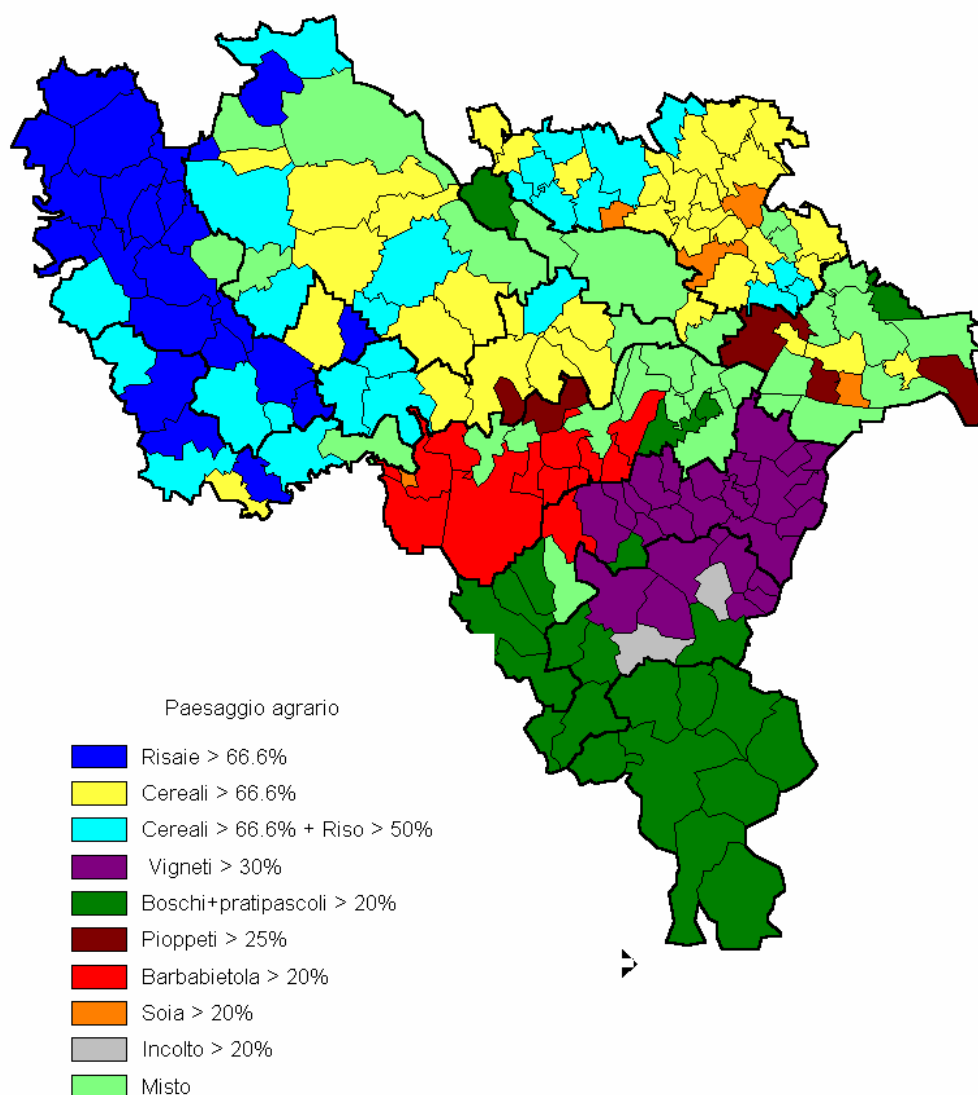 Paesaggio agrario
Risaie > 66.6%
Cereali > 66.6%
Cereali > 66.6% + Riso > 50%
Vigneti > 30%
Boschi+pratipascoli > 20%
Pioppeti > 25%
Barbabietola > 20%
Soia > 20%
Incolto > 20%
Misto